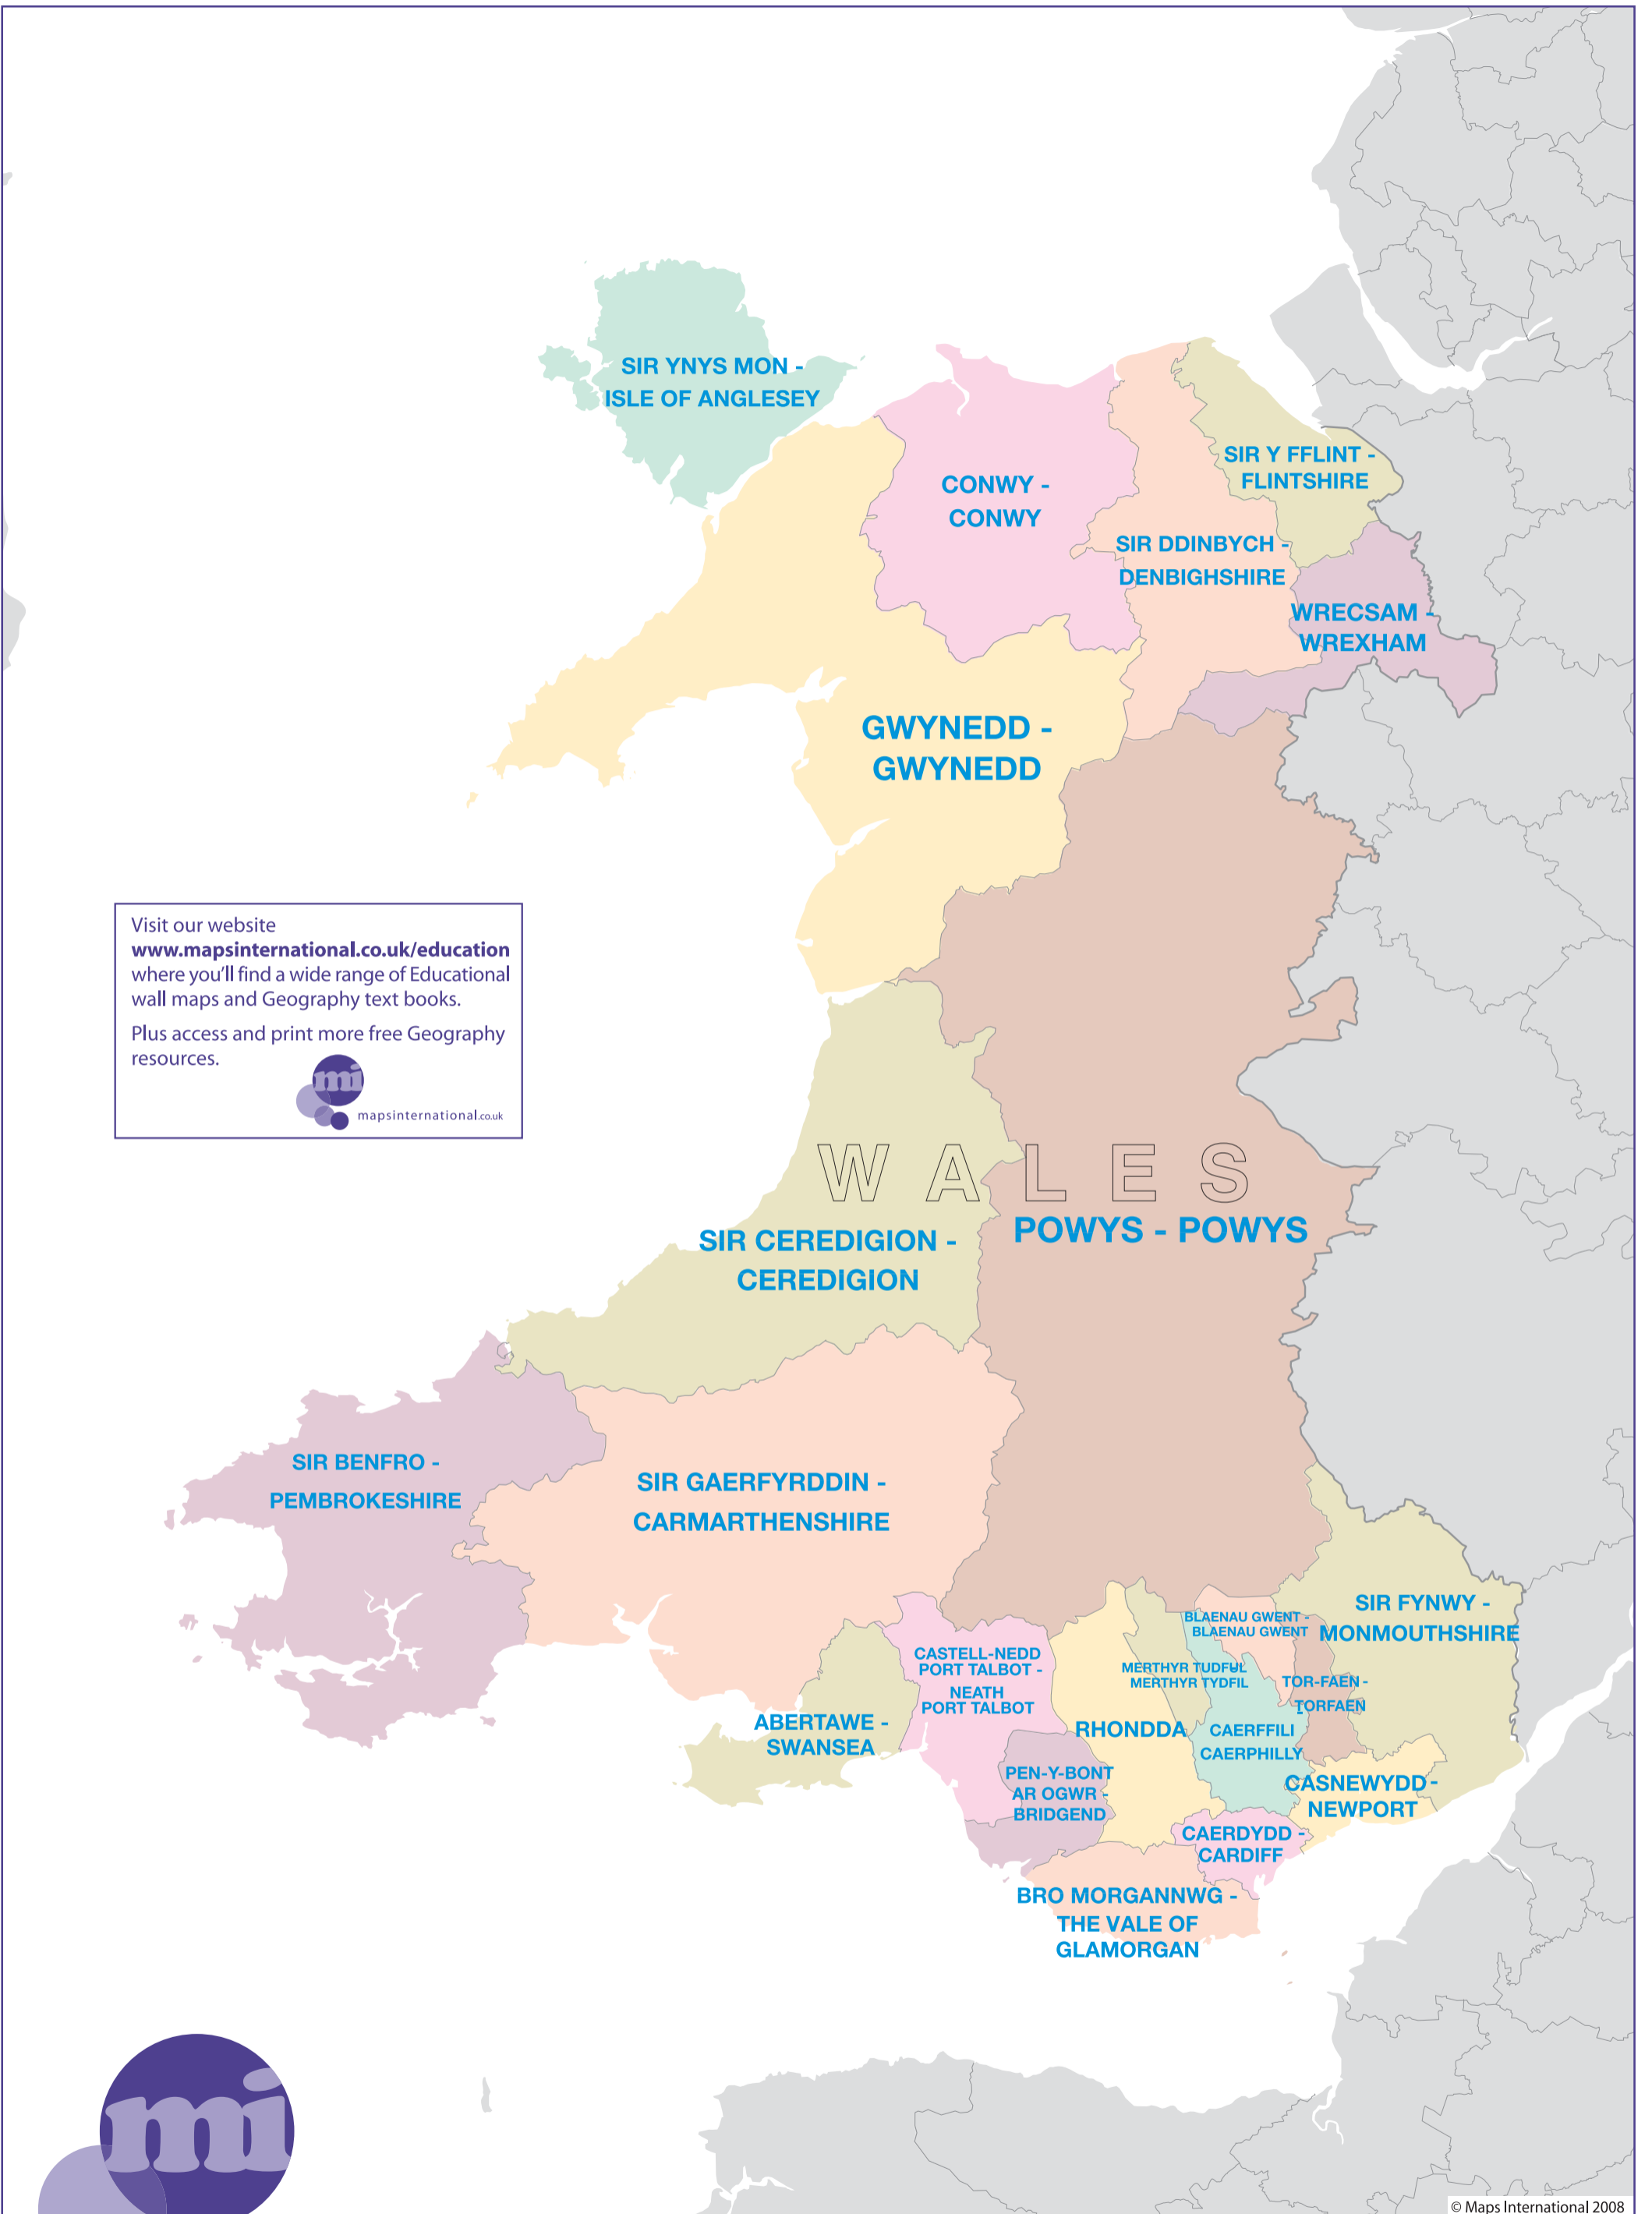 SIR YNYS MON -
ISLE OF ANGLESEY
CONWY -
CONWY
SIR Y FFLINT -
FLINTSHIRE
SIR DDINBYCH -
DENBIGHSHIRE
WRECSAM -
WREXHAM
GWYNEDD -
GWYNEDD
Visit our website
www.mapsinternational.co.uk/education
where you'll find a wide range of Educational
wall maps and Geography text books.
Plus access and print more free Geography
resources.
mi
mapsinternational.co.uk
WALES
POWYS - POWYS
SIR CEREDIGION -
CEREDIGION
SIR BENFRO -
PEMBROKESHIRE
SIR GAERFYRDDIN -
CARMARTHENSHIRE
SIR FYNWY -
MONMOUTHSHIRE
BLAENAU GWENT -
BLAENAU GWENT
CASTELL-NEDD
PORT TALBOT -
NEATH
PORT TALBOT
MERTHYR TUDFUL
MERTHYR TYDFIL
TOR-FAEN -
TORFAEN
ABERTAWE -
SWANSEA
RHONDDA
CAERFFILI -
CAERPHILLY
PEN-Y-BONT
AR OGWR -
BRIDGEND
CASNEWYDD -
NEWPORT
CAERDYDD -
CARDIFF
BRO MORGANNWG -
THE VALE OF
GLAMORGAN
mi
© Maps International 2008